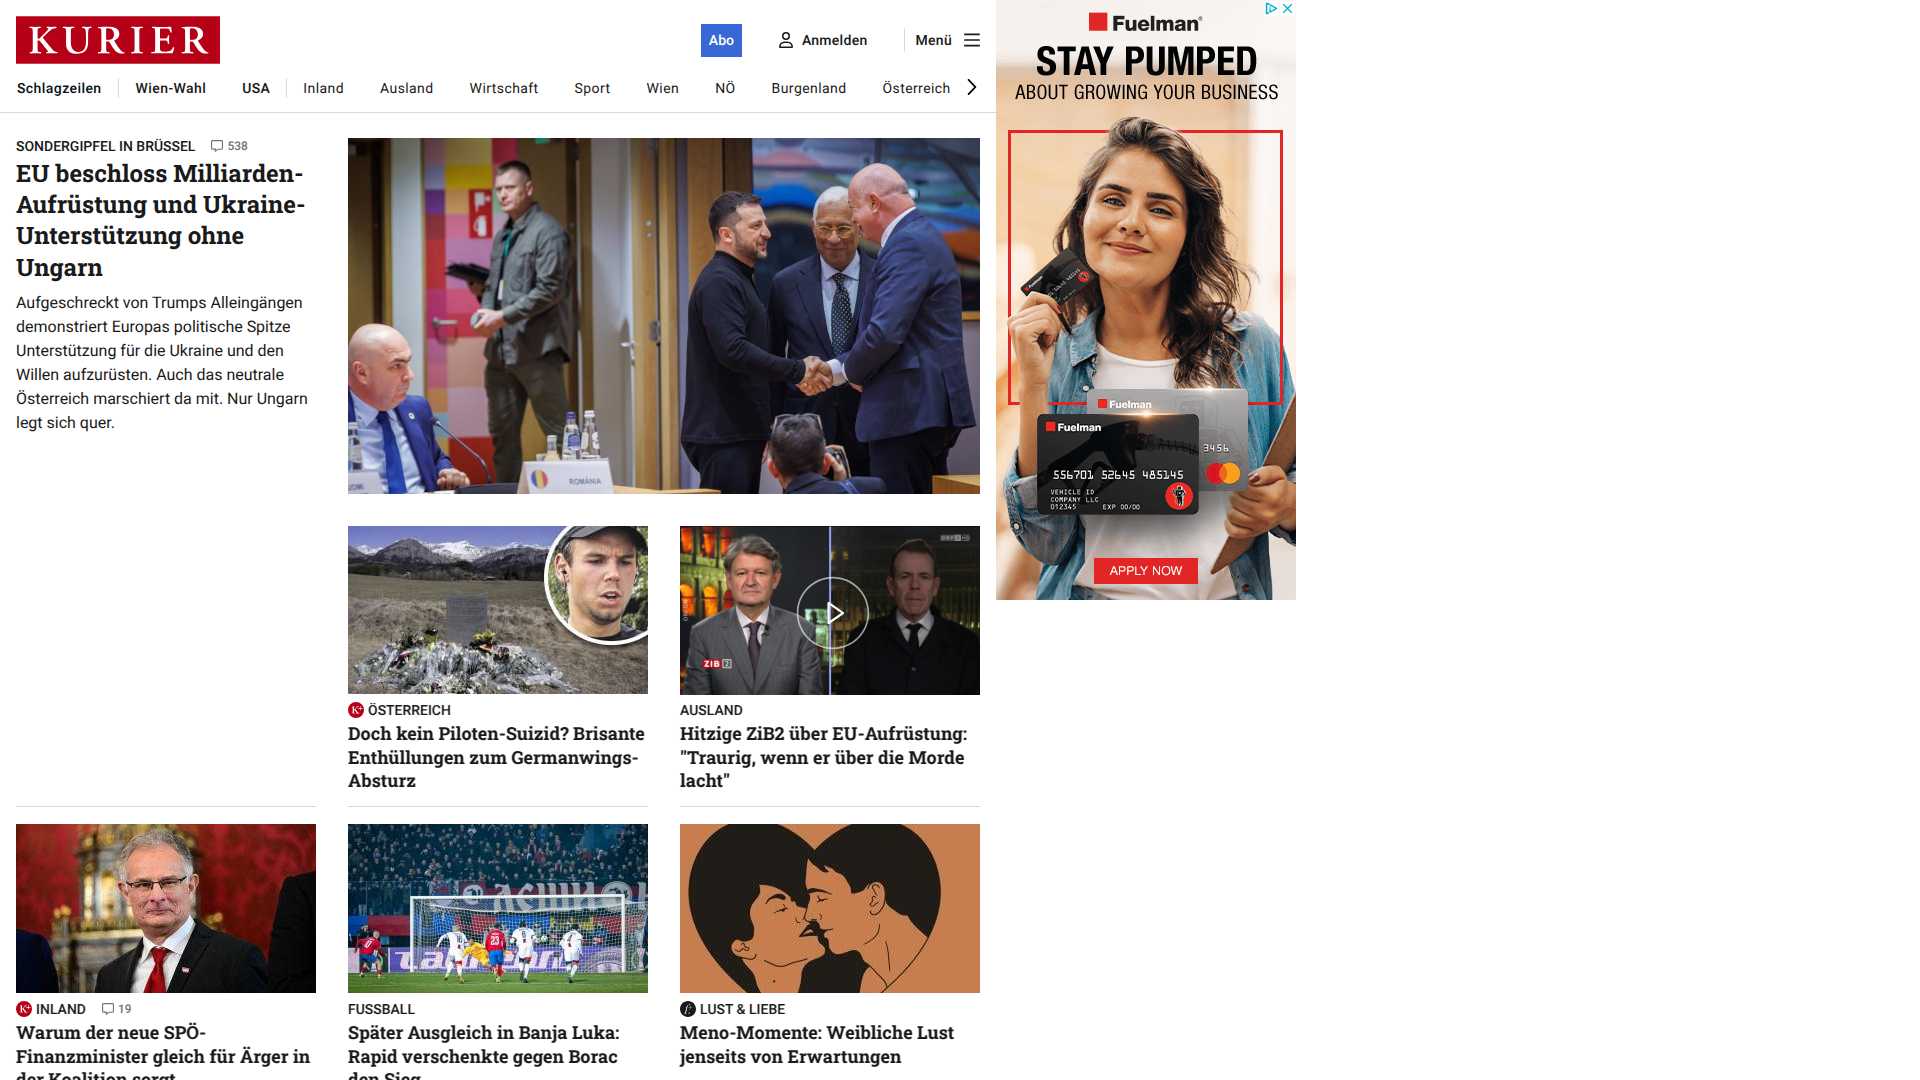 KURIER
Abo
Anmelden
Menü
Schlagzeilen
Wien-Wahl
USA
Inland
Ausland
Wirtschaft
Sport
Wien
NÖ
Burgenland
Österreich
SONDERGIPFEL IN BRÜSSEL 538
EU beschloss Milliarden-
Aufrüstung und Ukraine-
Unterstützung ohne
Ungarn
Aufgeschreckt von Trumps Alleingängen
demonstriert Europas politische Spitze
Unterstützung für die Ukraine und den
Willen aufzurüsten. Auch das neutrale
Österreich marschiert da mit. Nur Ungarn
legt sich quer.
ROMÂNIA
ZIB 2
K+ ÖSTERREICH
Doch kein Piloten-Suizid? Brisante
Enthüllungen zum Germanwings-
Absturz
AUSLAND
Hitzige ZiB2 über EU-Aufrüstung:
"Traurig, wenn er über die Morde
lacht"
K+ INLAND 19
Warum der neue SPÖ-
Finanzminister gleich für Ärger in
der Koalition sorgt
23
FUSSBALL
Später Ausgleich in Banja Luka:
Rapid verschenkte gegen Borac
den Sieg
LUST & LIEBE
Meno-Momente: Weibliche Lust
jenseits von Erwartungen
Fuelman
STAY PUMPED
ABOUT GROWING YOUR BUSINESS
Fuelman
3456
Fuelman
556701 52645 485145
VEHICLE ID
COMPANY LLC
012345 EXP 00/00
APPLY NOW